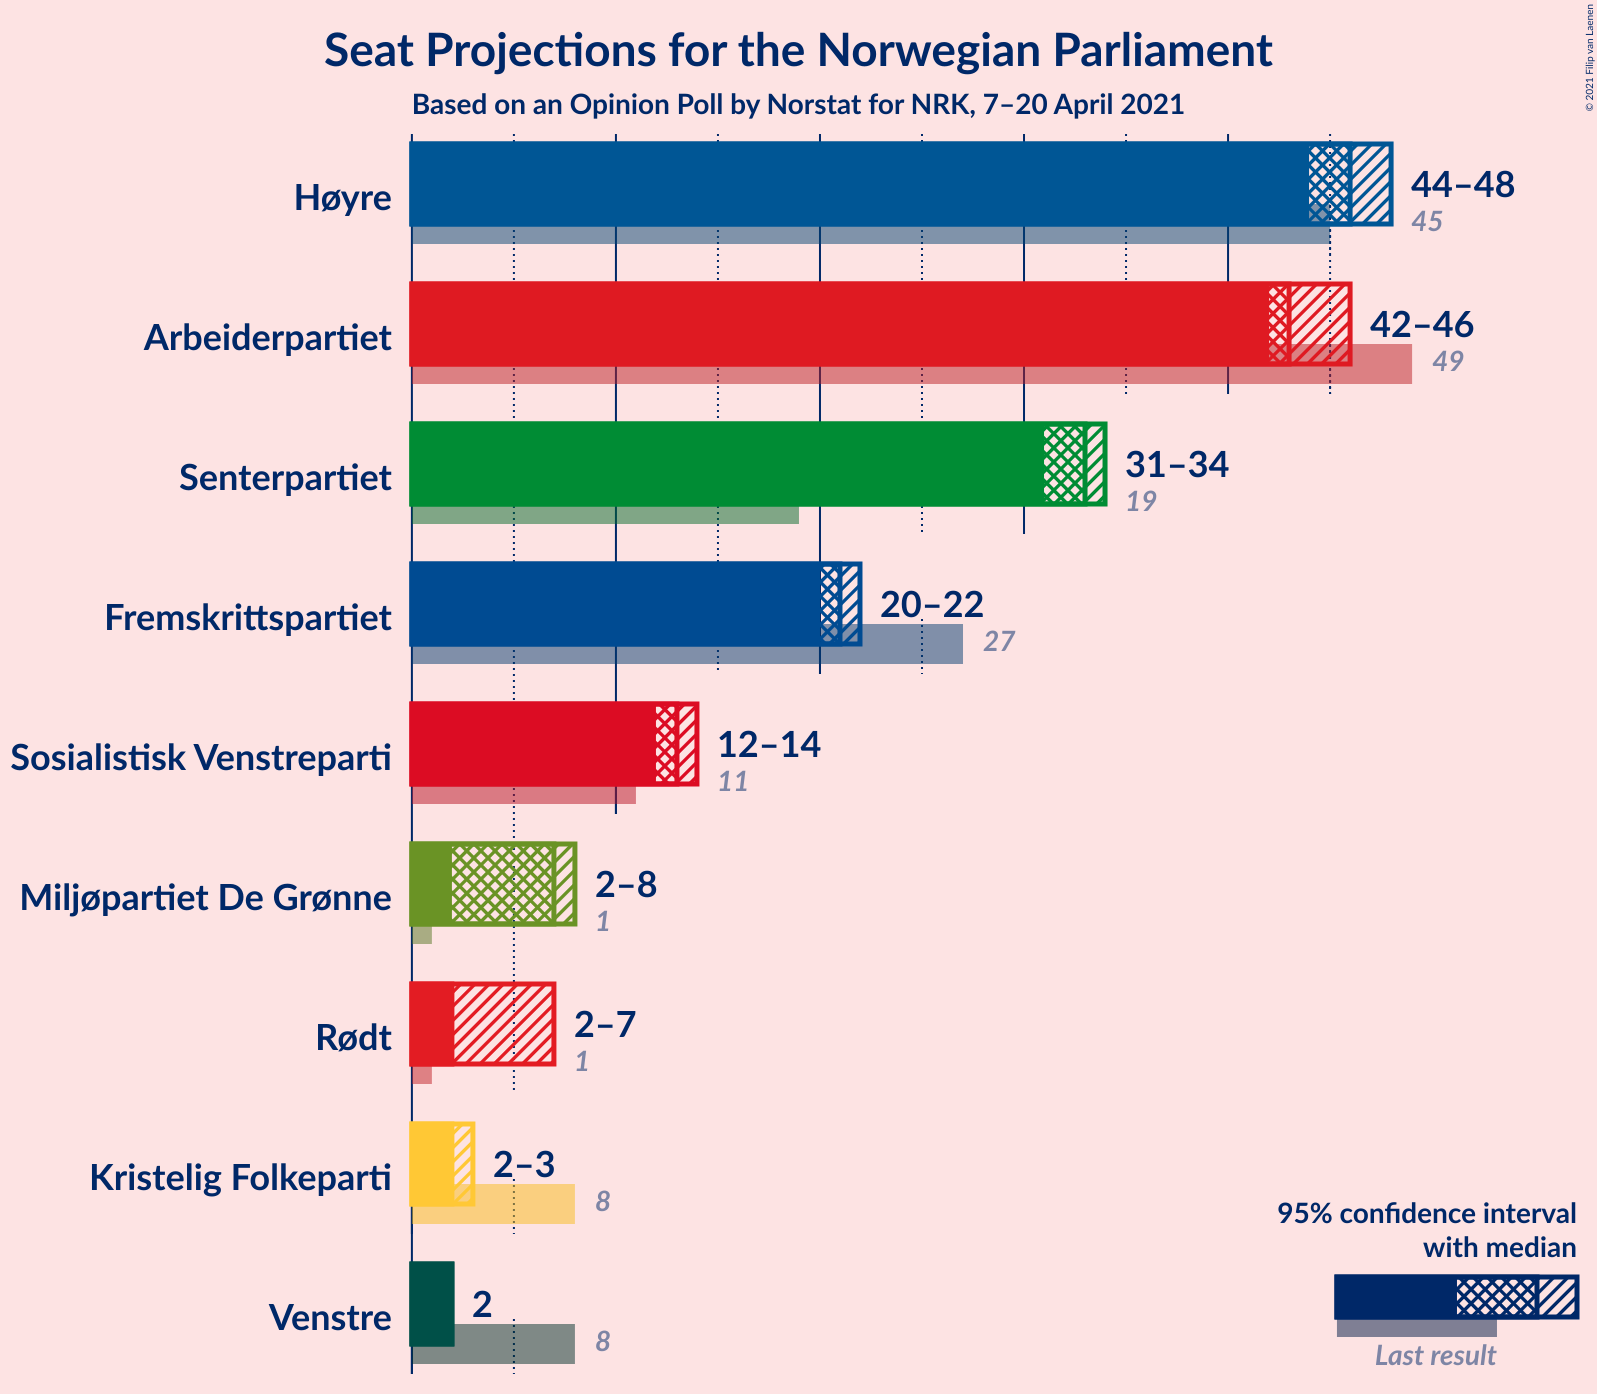 Seat Projections for the Norwegian Parliament
Based on an Opinion Poll by Norstat for NRK, 7–20 April 2021
© 2021 Filip van Laenen
Høyre
44–48
45
Arbeiderpartiet
42–46
49
Senterpartiet
31–34
19
Fremskrittspartiet
20–22
27
Sosialistisk Venstreparti
12–14
11
Miljøpartiet De Grønne
2–8
1
Rødt
2–7
1
Kristelig Folkeparti
2–3
8
Venstre
2
8
95% confidence interval
with median
Last result